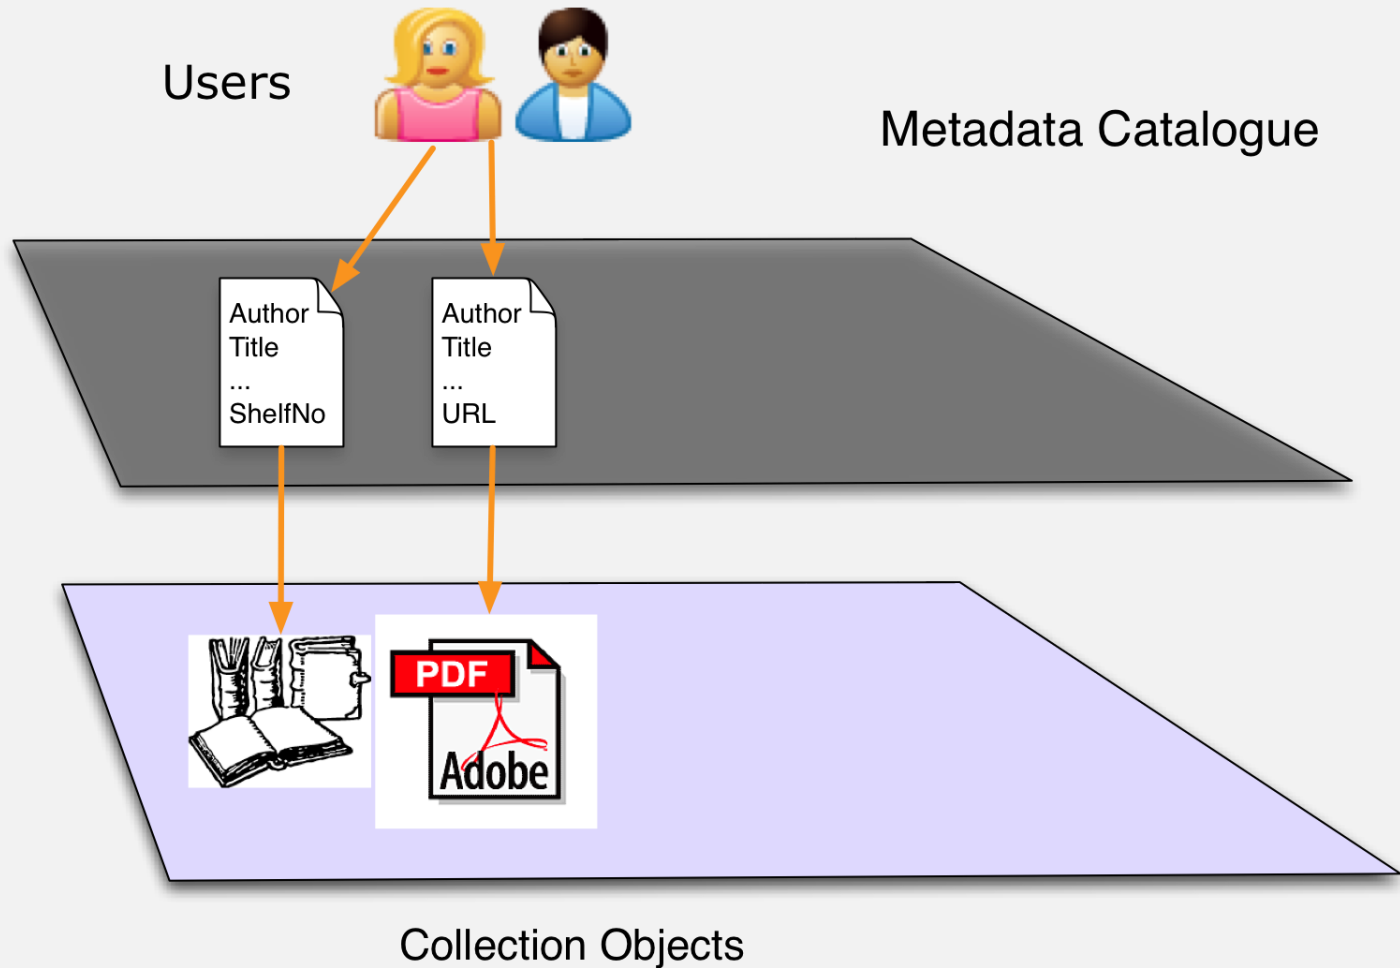 Users
Metadata Catalogue
Author
Title
...
ShelfNo
Author
Title
...
URL
PDF
Adobe
Collection Objects